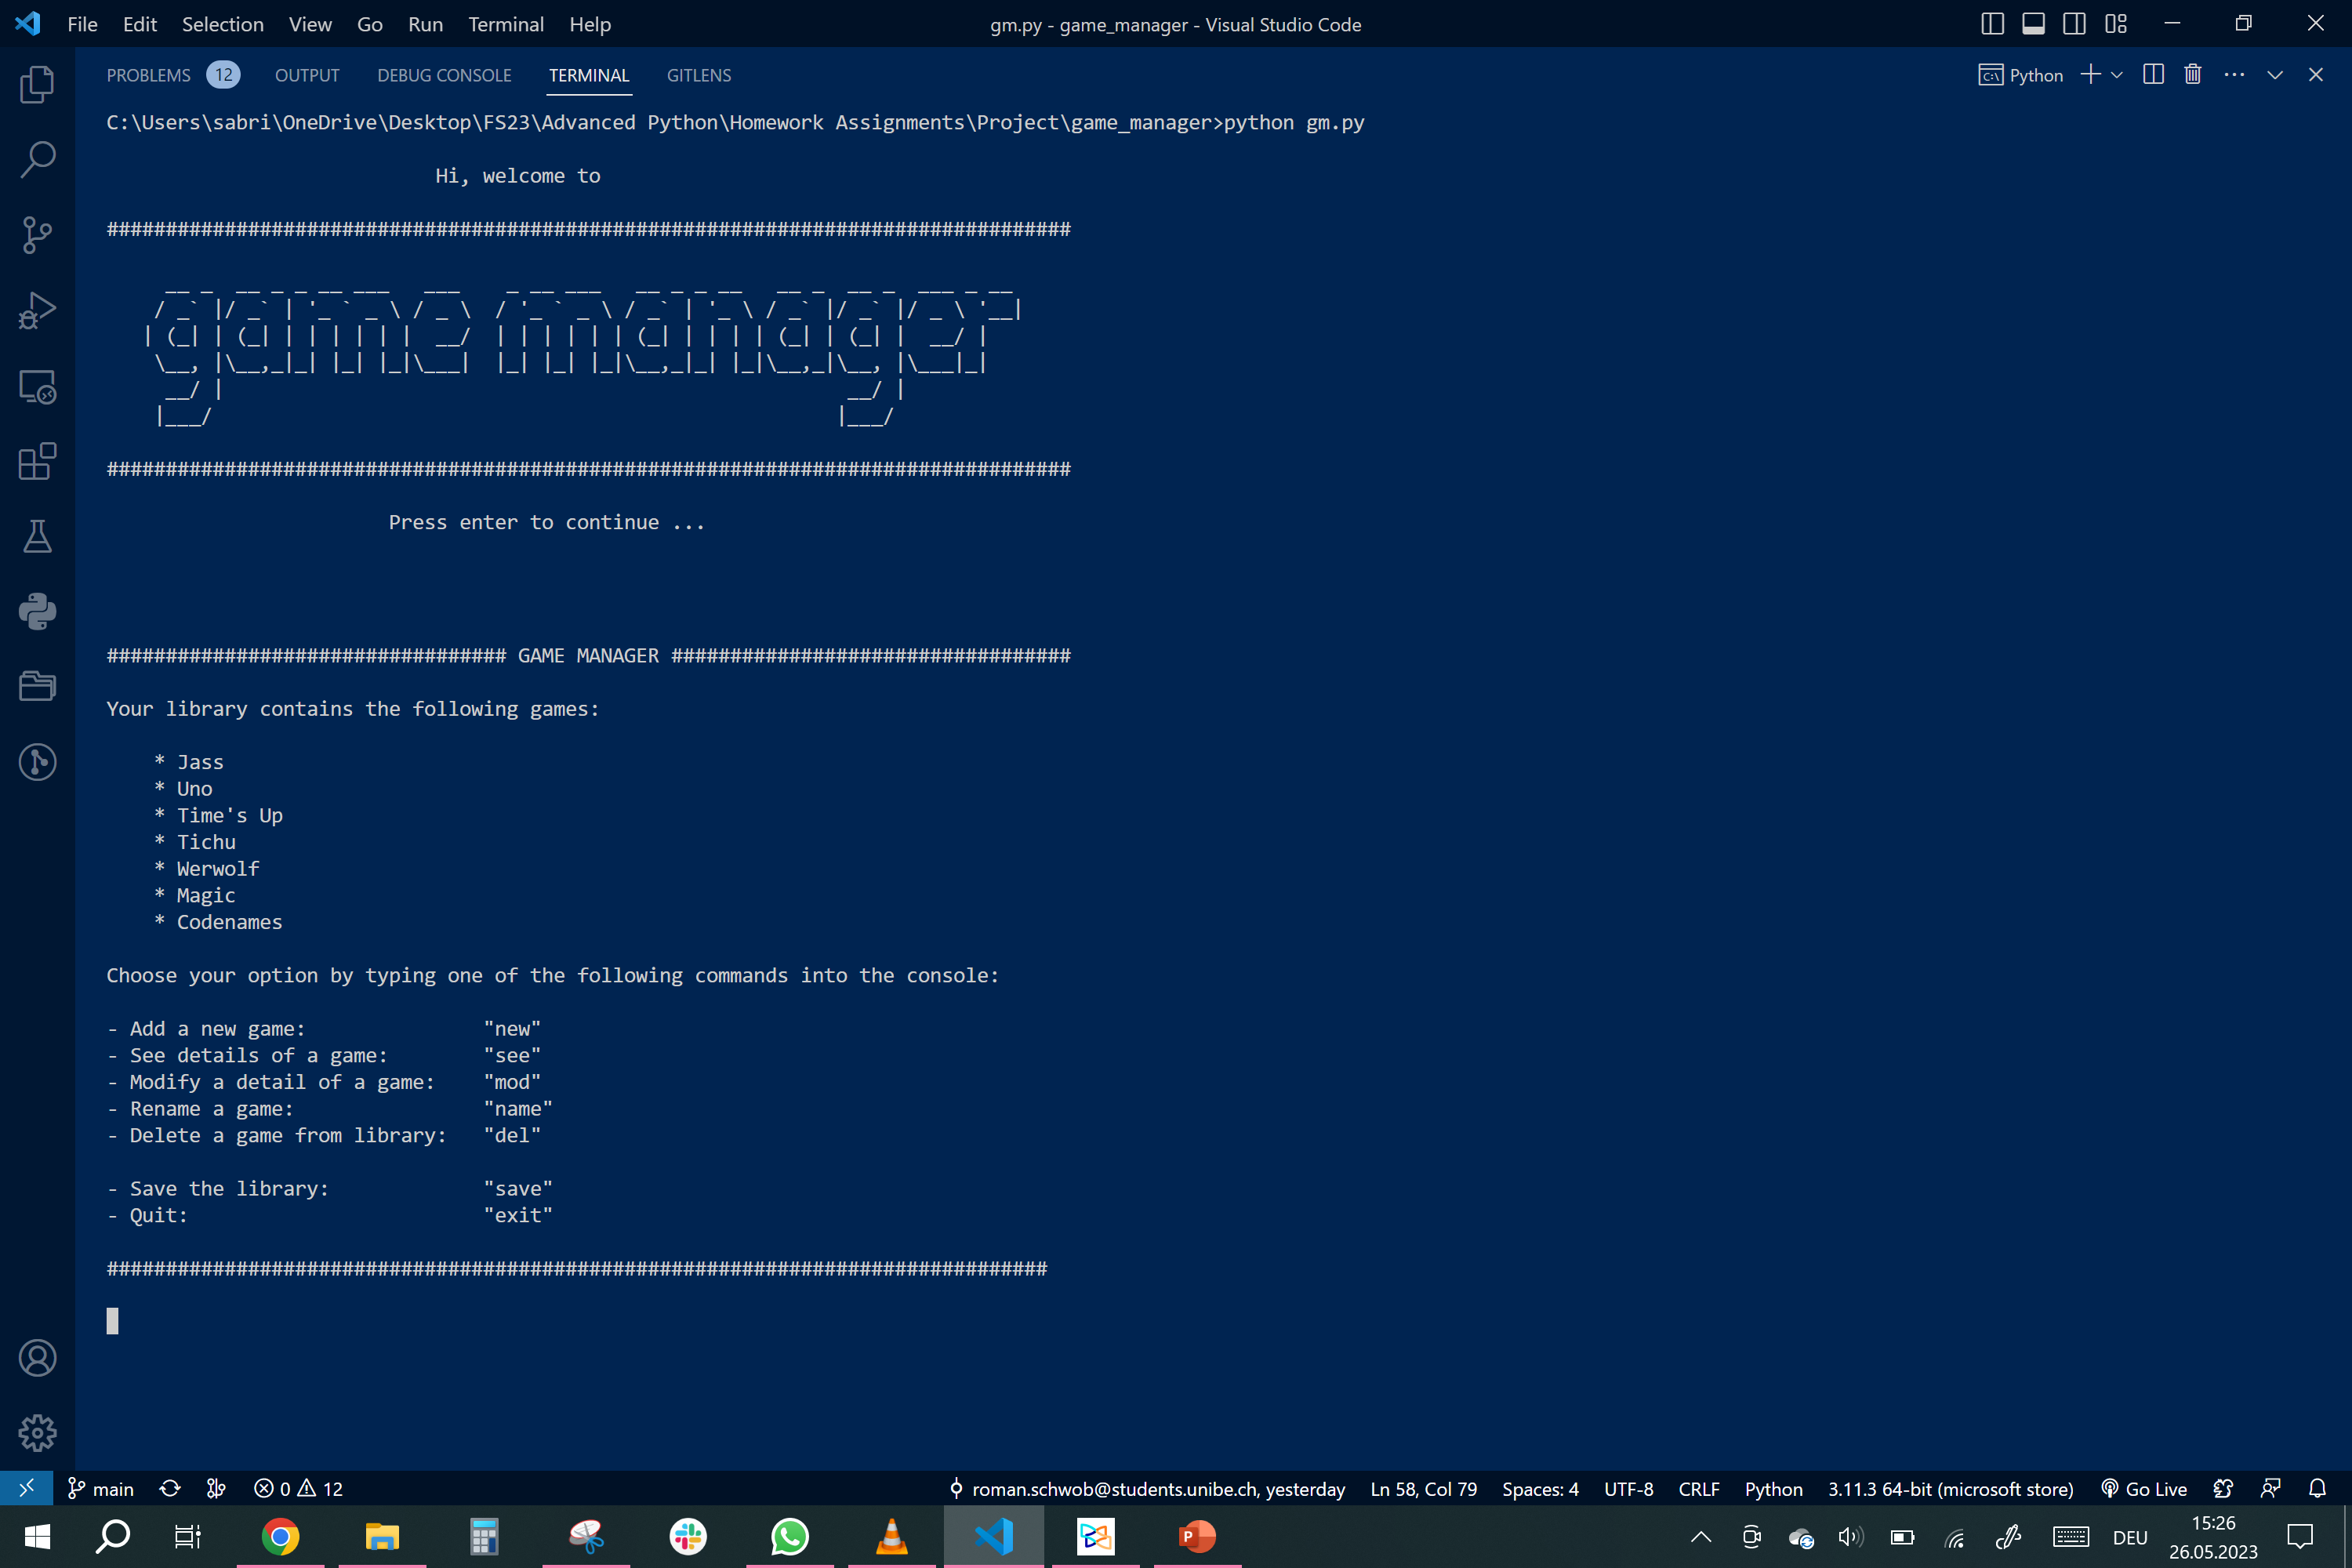 File Edit Selection View Go Run Terminal Help gm.py - game_manager - Visual Studio Code
PROBLEMS 12 OUTPUT DEBUG CONSOLE TERMINAL GITLENS Python
C:\Users\sabri\OneDrive\Desktop\FS23\Advanced Python\Homework Assignments\Project\game_manager>python gm.py
Hi, welcome to
##################################################################################
game manager
##################################################################################
Press enter to continue ...
################################## GAME MANAGER ##################################
Your library contains the following games:
* Jass
* Uno
* Time's Up
* Tichu
* Werwolf
* Magic
* Codenames
Choose your option by typing one of the following commands into the console:
- Add a new game: "new"
- See details of a game: "see"
- Modify a detail of a game: "mod"
- Rename a game: "name"
- Delete a game from library: "del"
- Save the library: "save"
- Quit: "exit"
################################################################################
main 0 12 roman.schwob@students.unibe.ch, yesterday Ln 58, Col 79 Spaces: 4 UTF-8 CRLF Python 3.11.3 64-bit (microsoft store) Go Live
DEU 15:26
26.05.2023